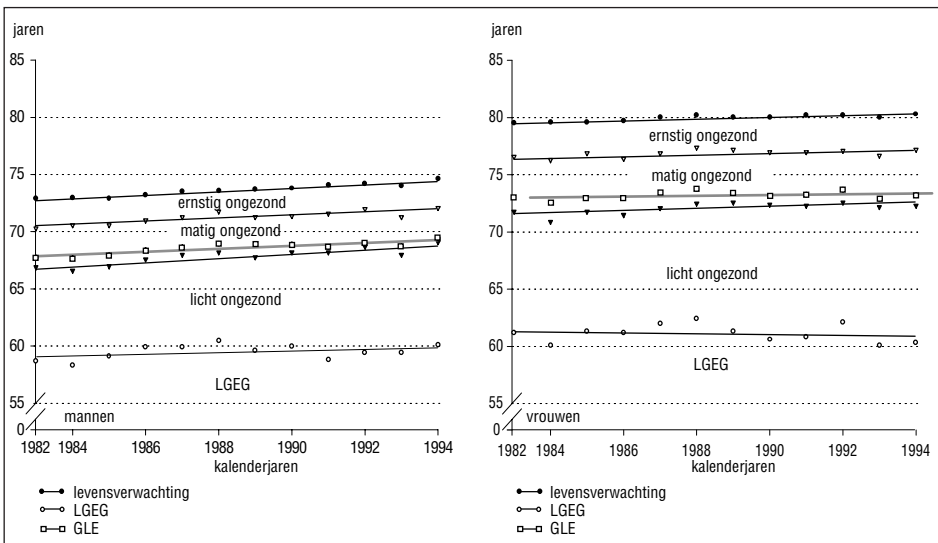 jaren
85
80
75
70
65
60
55
0
ernstig ongezond
matig ongezond
licht ongezond
LGEG
mannen
1982 1984 1986 1988 1990 1992 1994
kalenderjaren
levensverwachting
LGEG
GLE
jaren
85
80
75
70
65
60
55
0
ernstig ongezond
matig ongezond
licht ongezond
LGEG
vrouwen
1982 1984 1986 1988 1990 1992 1994
kalenderjaren
levensverwachting
LGEG
GLE